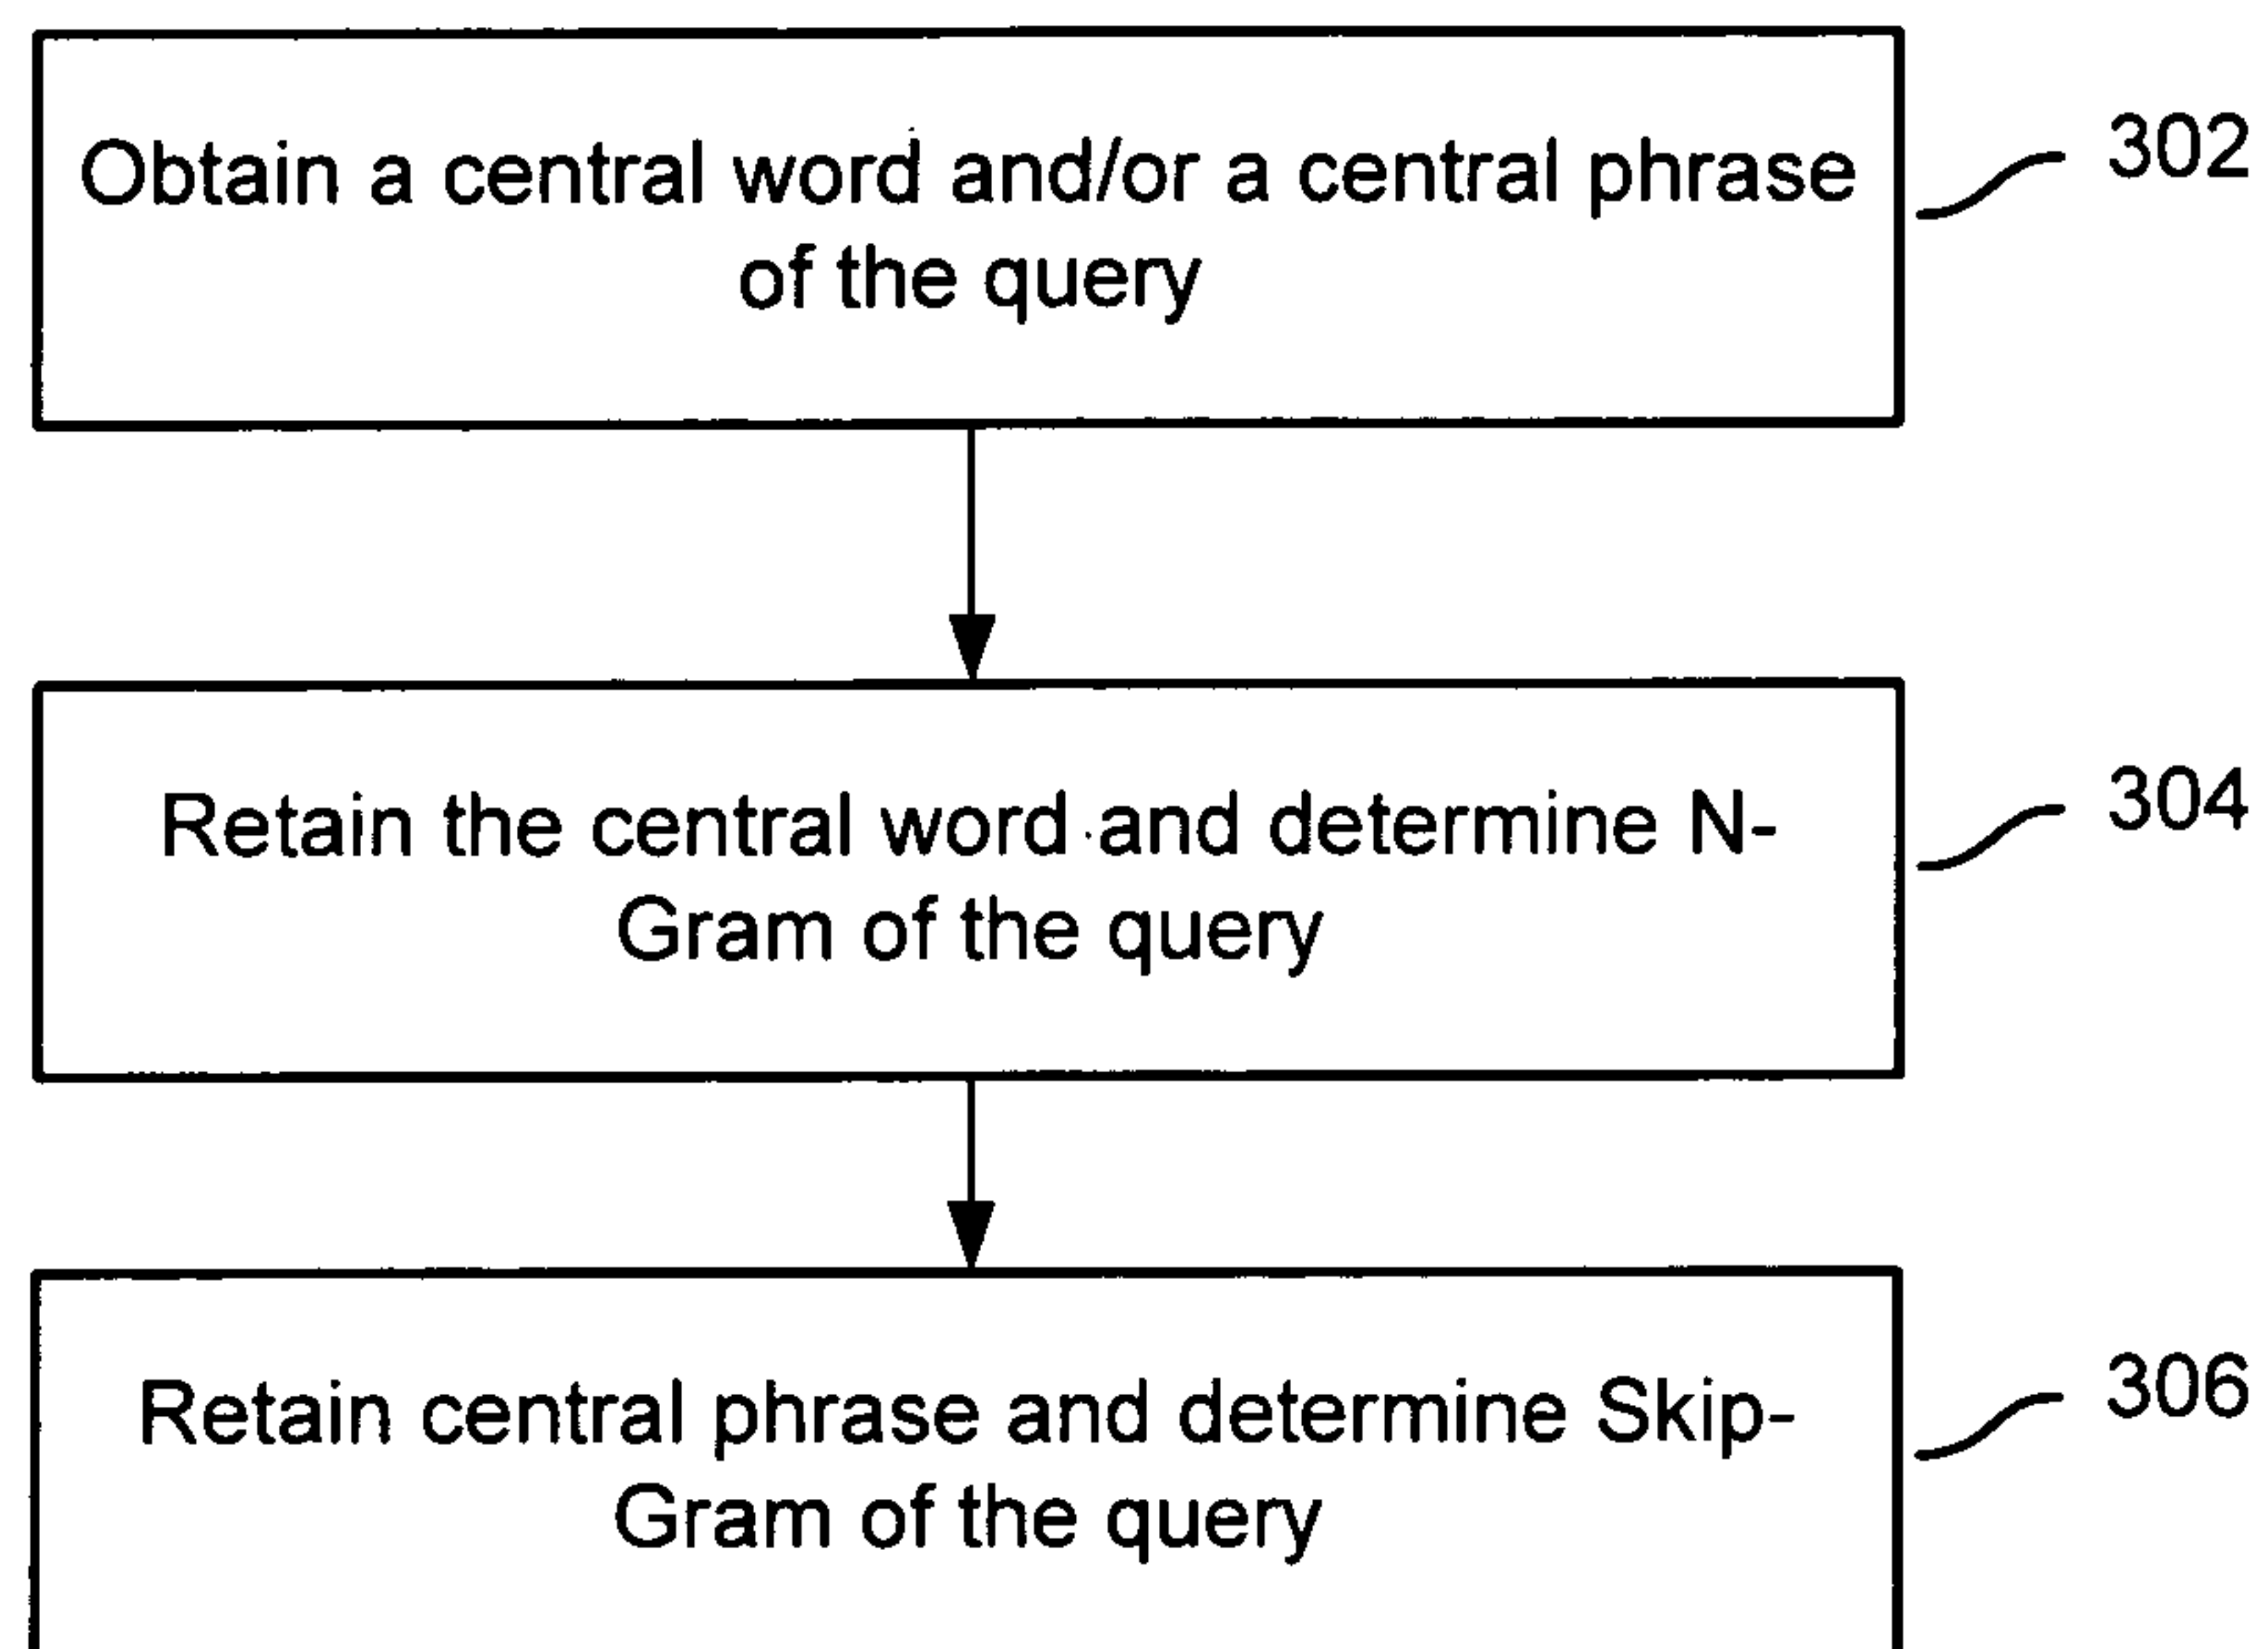 Obtain a central word and/or a central phrase
of the query
302
Retain the central word and determine N-
Gram of the query
304
Retain central phrase and determine Skip-
Gram of the query
306